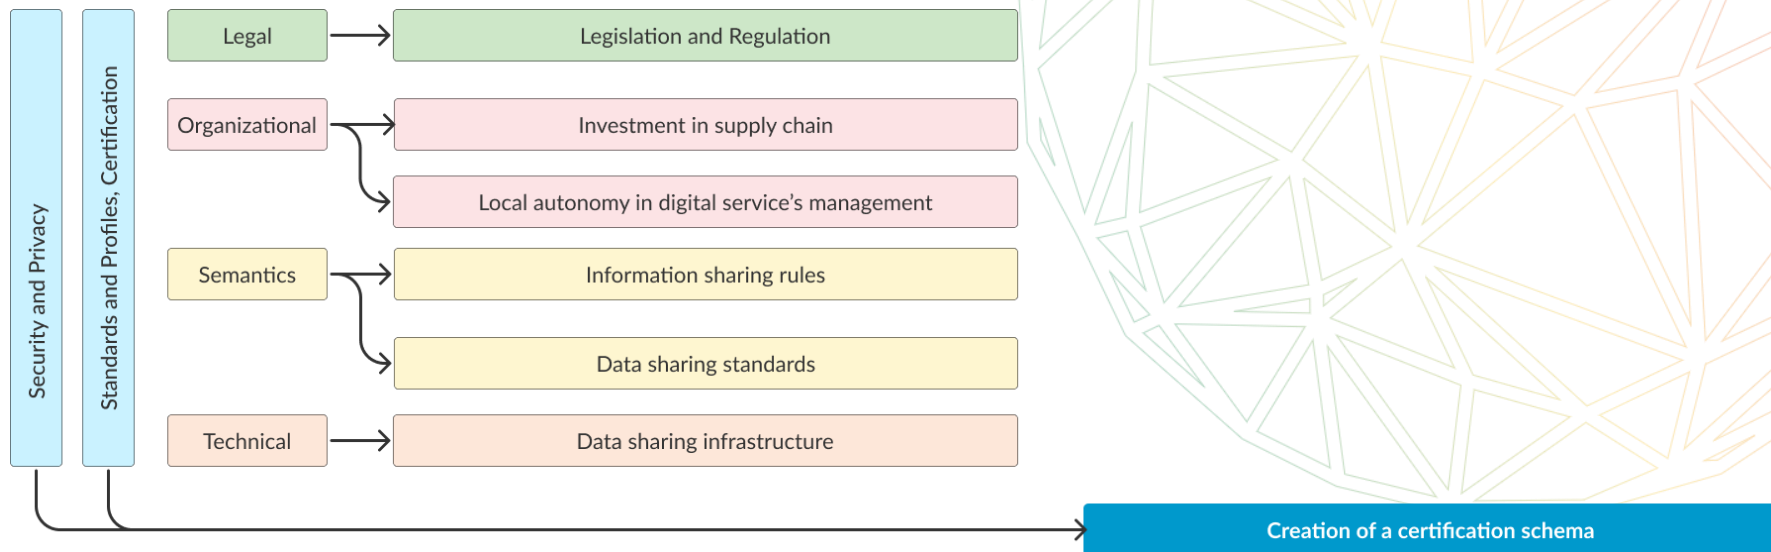 Security and Privacy
Standards and Profiles, Certification
Legal
Legislation and Regulation
Organizational
Investment in supply chain
Local autonomy in digital service's management
Semantics
Information sharing rules
Data sharing standards
Technical
Data sharing infrastructure
Creation of a certification schema